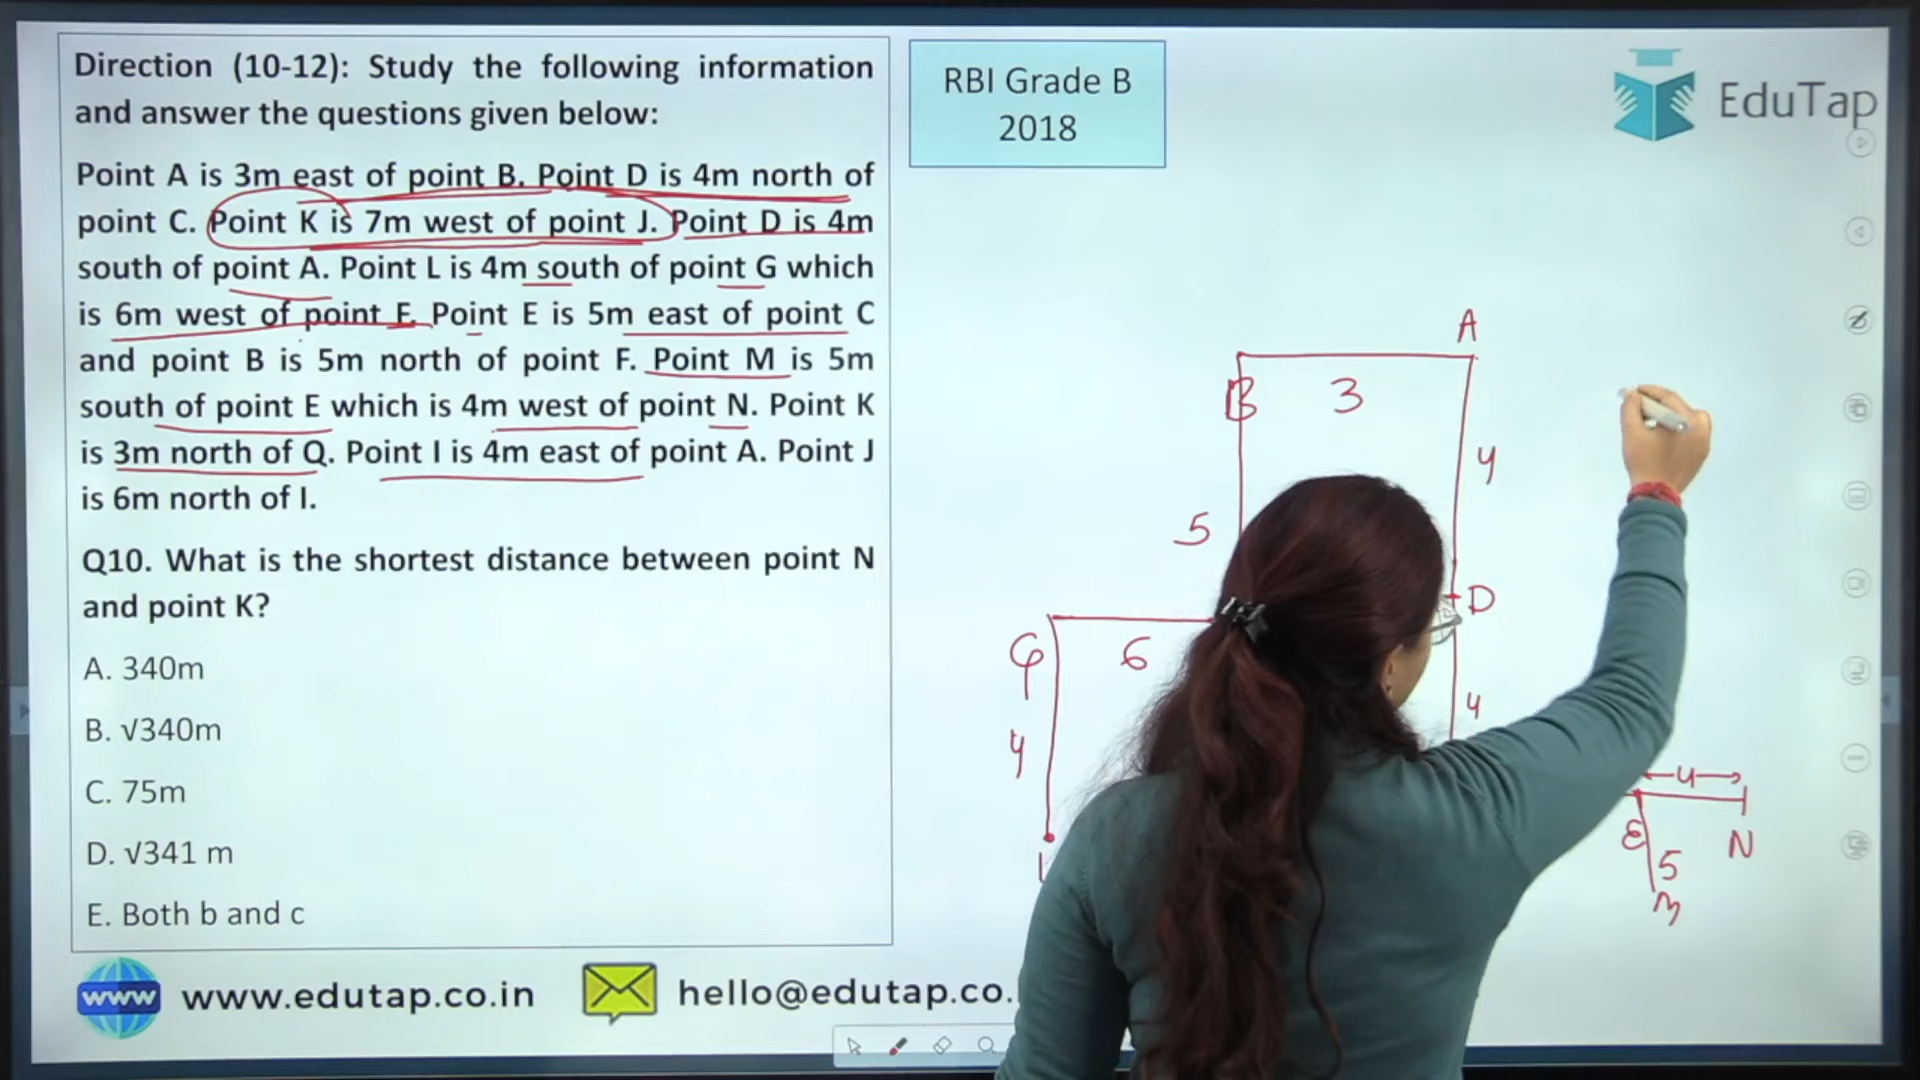 Direction (10-12): Study the following information
and answer the questions given below:
Point A is 3m east of point B. Point D is 4m north of
point C. Point K is 7m west of point J. Point D is 4m
south of point A. Point L is 4m south of point G which
is 6m west of point F. Point E is 5m east of point C
and point B is 5m north of point F. Point M is 5m
south of point E which is 4m west of point N. Point K
is 3m north of Q. Point I is 4m east of point A. Point J
is 6m north of I.
Q10. What is the shortest distance between point N
and point K?
A. 340m
B. √340m
C. 75m
D. √341 m
E. Both b and c
www www.edutap.co.in
hello@edutap.co.
RBI Grade B
2018
EduTap
A
B 3
4
5
D
G 6
4
4
4
E N
5
M